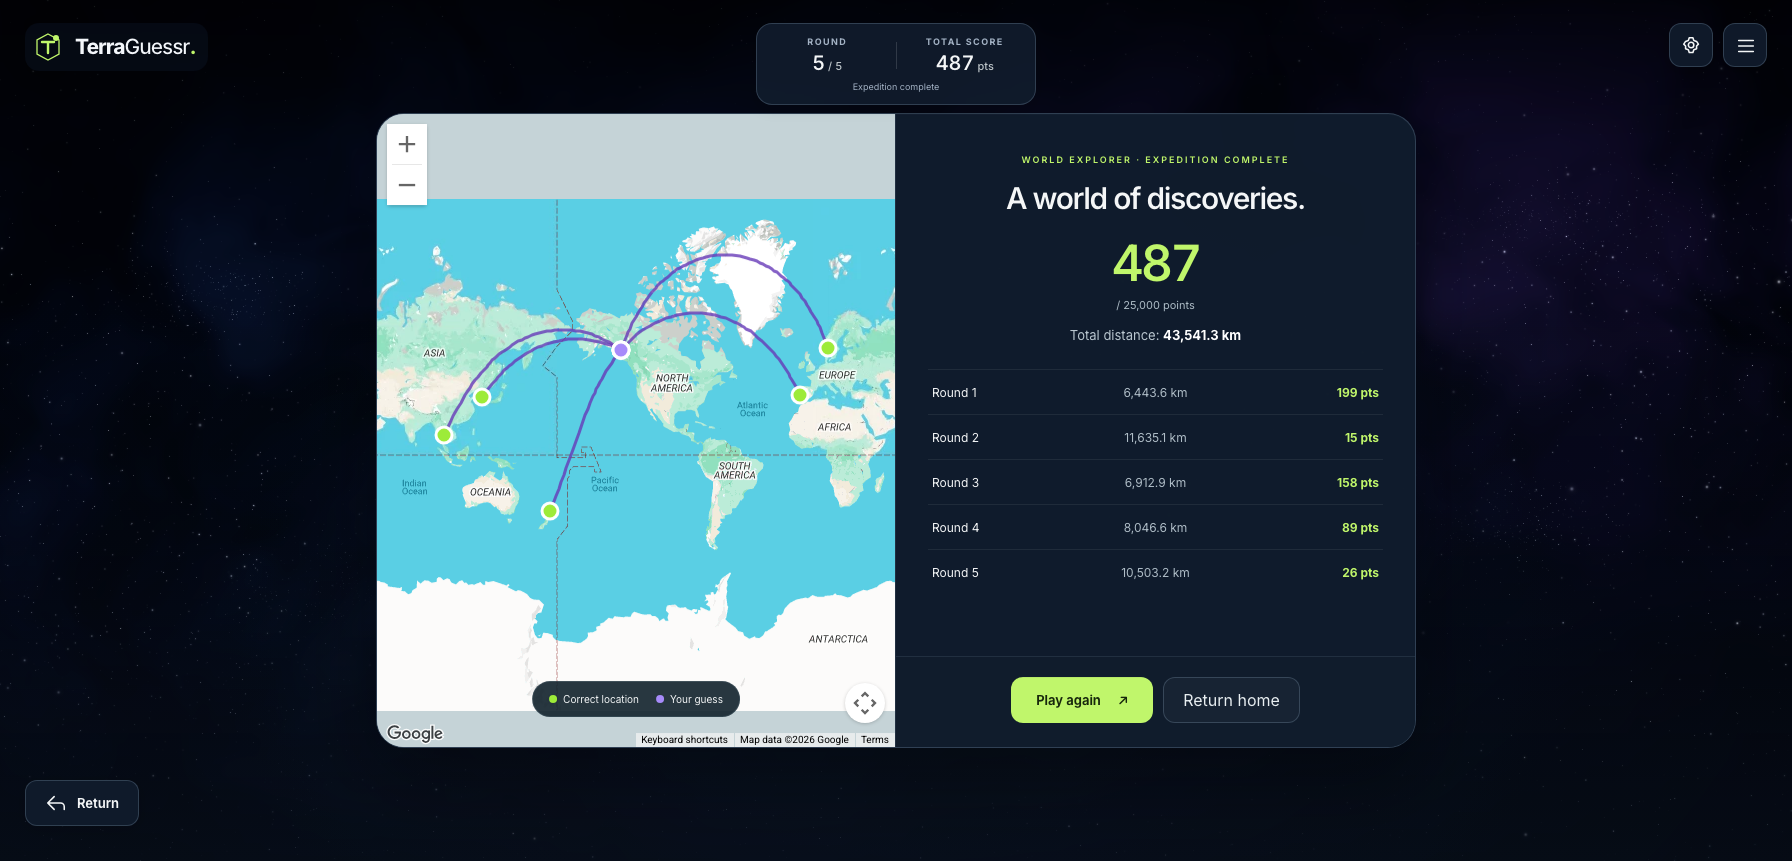 TerraGuessr.
ROUND
5 / 5
TOTAL SCORE
487 pts
Expedition complete
ASIA
NORTH
AMERICA
EUROPE
Atlantic
Ocean
AFRICA
SOUTH
AMERICA
Indian
Ocean
OCEANIA
Pacific
Ocean
ANTARCTICA
Correct location
Your guess
Google
Keyboard shortcuts
Map data ©2026 Google
Terms
WORLD EXPLORER · EXPEDITION COMPLETE
A world of discoveries.
487
/ 25,000 points
Total distance: 43,541.3 km
Round 1 6,443.6 km 199 pts
Round 2 11,635.1 km 15 pts
Round 3 6,912.9 km 158 pts
Round 4 8,046.6 km 89 pts
Round 5 10,503.2 km 26 pts
Play again
Return home
Return